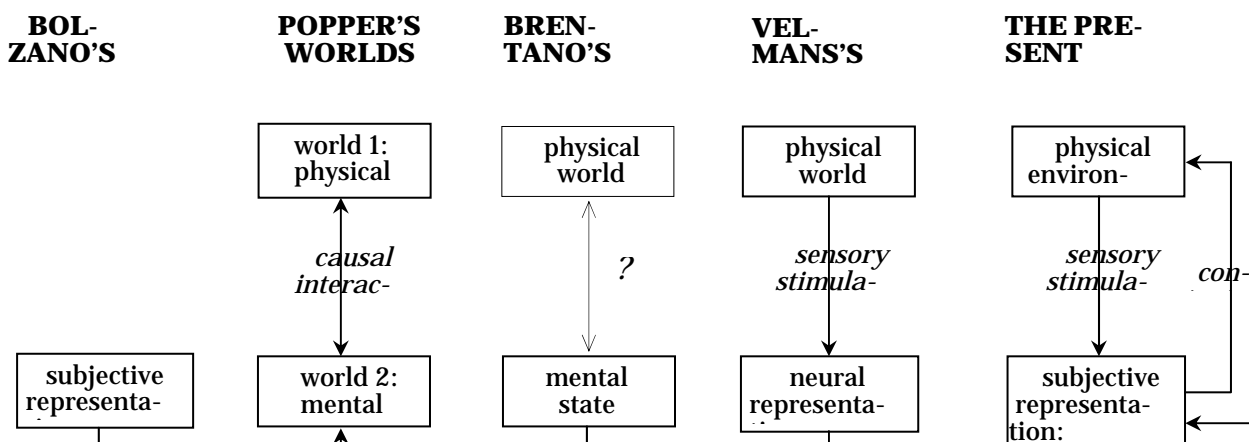 BOL-
ZANO'S
POPPER'S
WORLDS
BREN-
TANO'S
VEL-
MANS'S
THE PRE-
SENT
world 1:
physical
physical
world
physical
world
physical
environ-
causal
interac-
?
sensory
stimula-
sensory
stimula-
con-
subjective
representa-
world 2:
mental
mental
state
neural
representa-
subjective
representa-
tion: